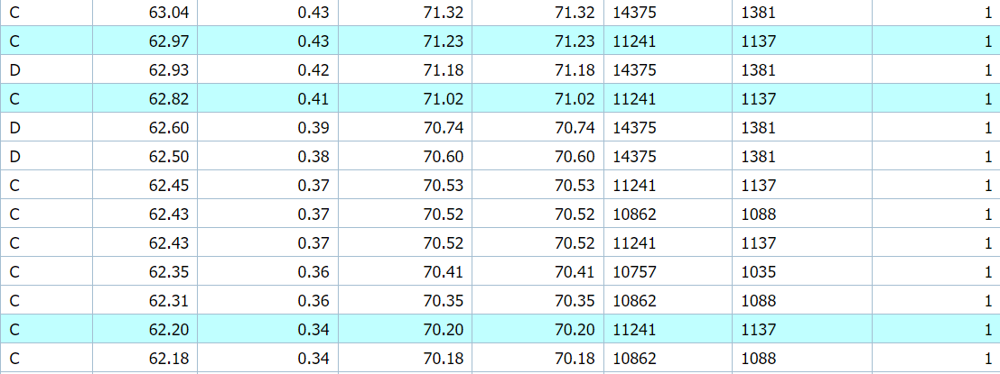 C 63.04 0.43 71.32 71.32 14375 1381 1
C 62.97 0.43 71.23 71.23 11241 1137 1
D 62.93 0.42 71.18 71.18 14375 1381 1
C 62.82 0.41 71.02 71.02 11241 1137 1
D 62.60 0.39 70.74 70.74 14375 1381 1
D 62.50 0.38 70.60 70.60 14375 1381 1
C 62.45 0.37 70.53 70.53 11241 1137 1
C 62.43 0.37 70.52 70.52 10862 1088 1
C 62.43 0.37 70.52 70.52 11241 1137 1
C 62.35 0.36 70.41 70.41 10757 1035 1
C 62.31 0.36 70.35 70.35 10862 1088 1
C 62.20 0.34 70.20 70.20 11241 1137 1
C 62.18 0.34 70.18 70.18 10862 1088 1